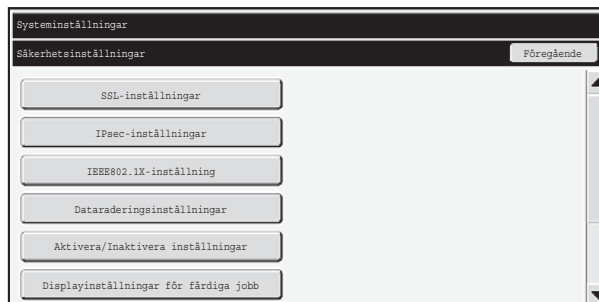 Systeminställningar
Säkerhetsinställningar
Föregående
SSL-inställningar
IPsec-inställningar
IEEE802.1X-inställning
Dataraderingsinställningar
Aktivera/Inaktivera inställningar
Displayinställningar för färdiga jobb